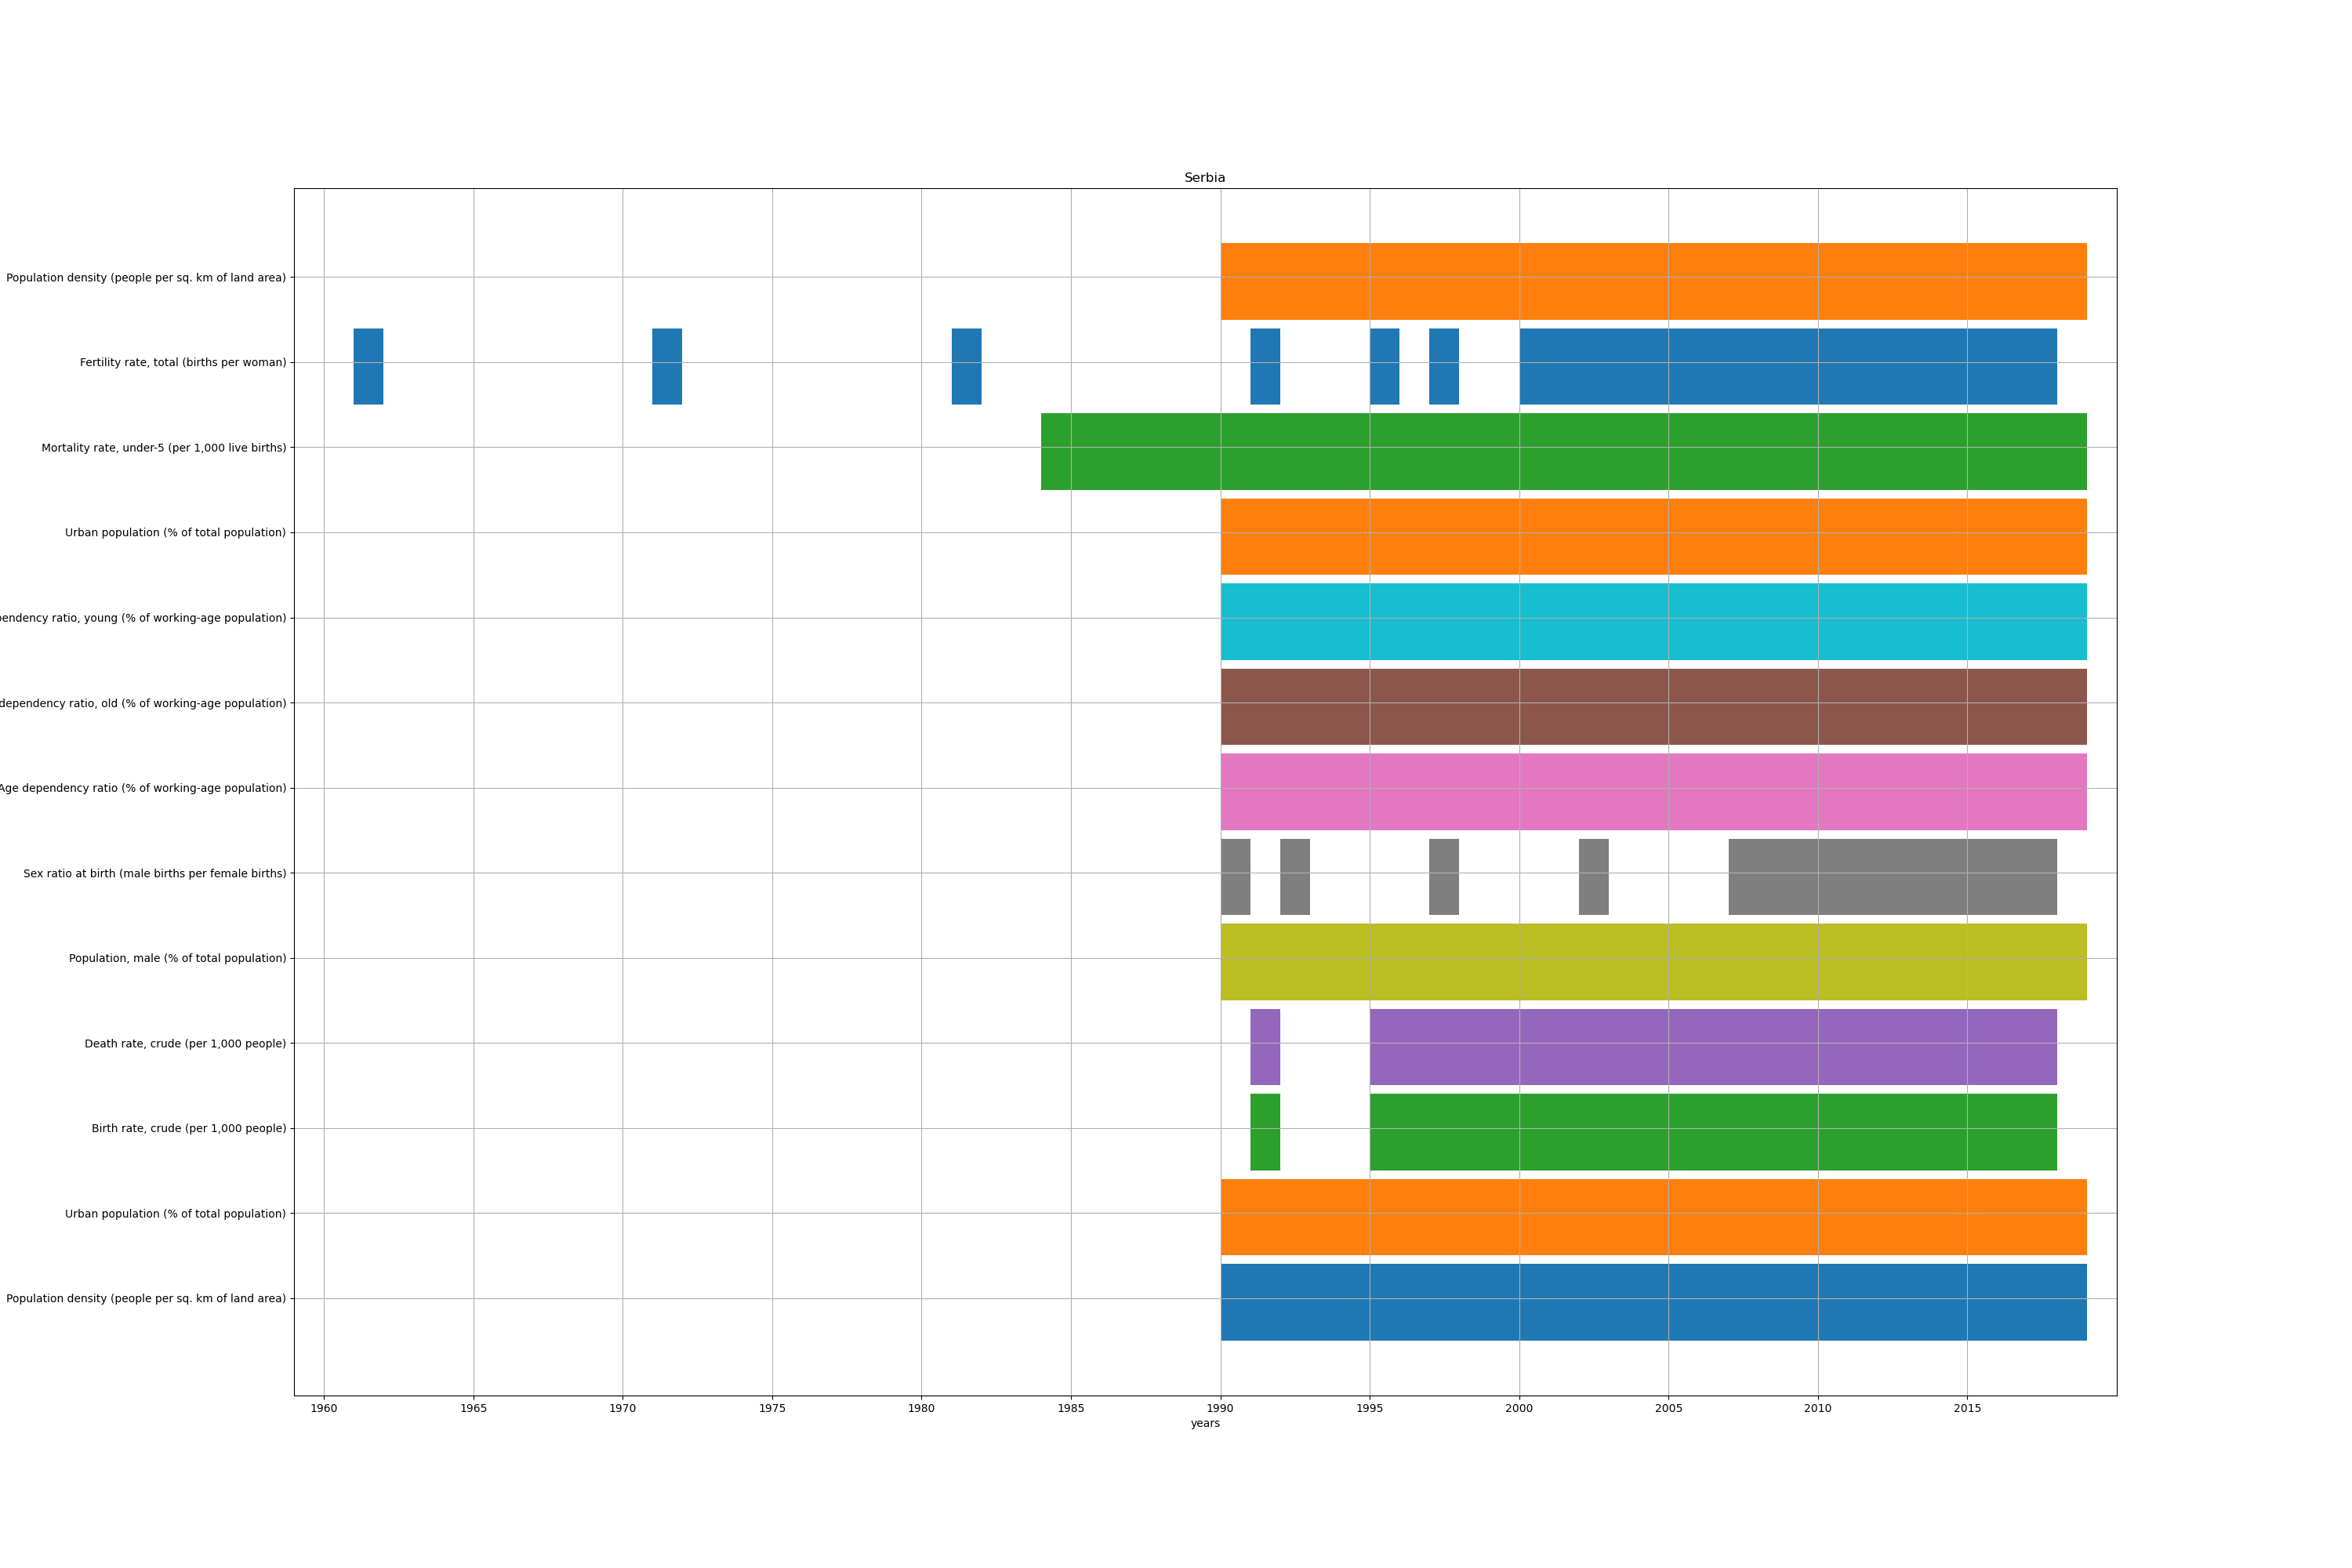 Serbia
Population density (people per sq. km of land area)
Fertility rate, total (births per woman)
Mortality rate, under-5 (per 1,000 live births)
Urban population (% of total population)
ratio, young (% of working-age population)
dependency ratio, old (% of working-age population)
Age dependency ratio (% of working-age population)
Sex ratio at birth (male births per female births)
Population, male (% of total population)
Death rate, crude (per 1,000 people)
Birth rate, crude (per 1,000 people)
Urban population (% of total population)
Population density (people per sq. km of land area)
1960 1965 1970 1975 1980 1985 1990 1995 2000 2005 2010 2015
years